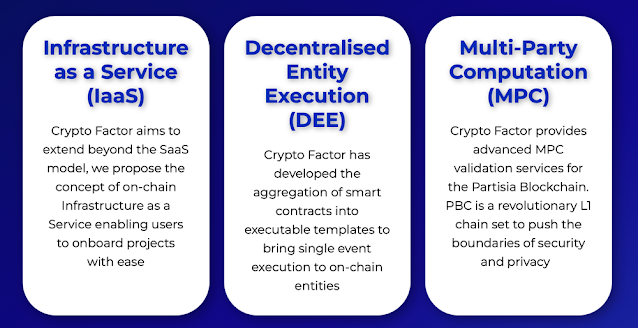 Infrastructure
as a Service
(IaaS)
Crypto Factor aims to
extend beyond the SaaS
model, we propose the
concept of on-chain
Infrastructure as a
Service enabling users
to onboard projects
with ease
Decentralised
Entity
Execution
(DEE)
Crypto Factor has
developed the
aggregation of smart
contracts into
executable templates to
bring single event
execution to on-chain
entities
Multi-Party
Computation
(MPC)
Crypto Factor provides
advanced MPC
validation services for
the Partisia Blockchain.
PBC is a revolutionary L1
chain set to push the
boundaries of security
and privacy